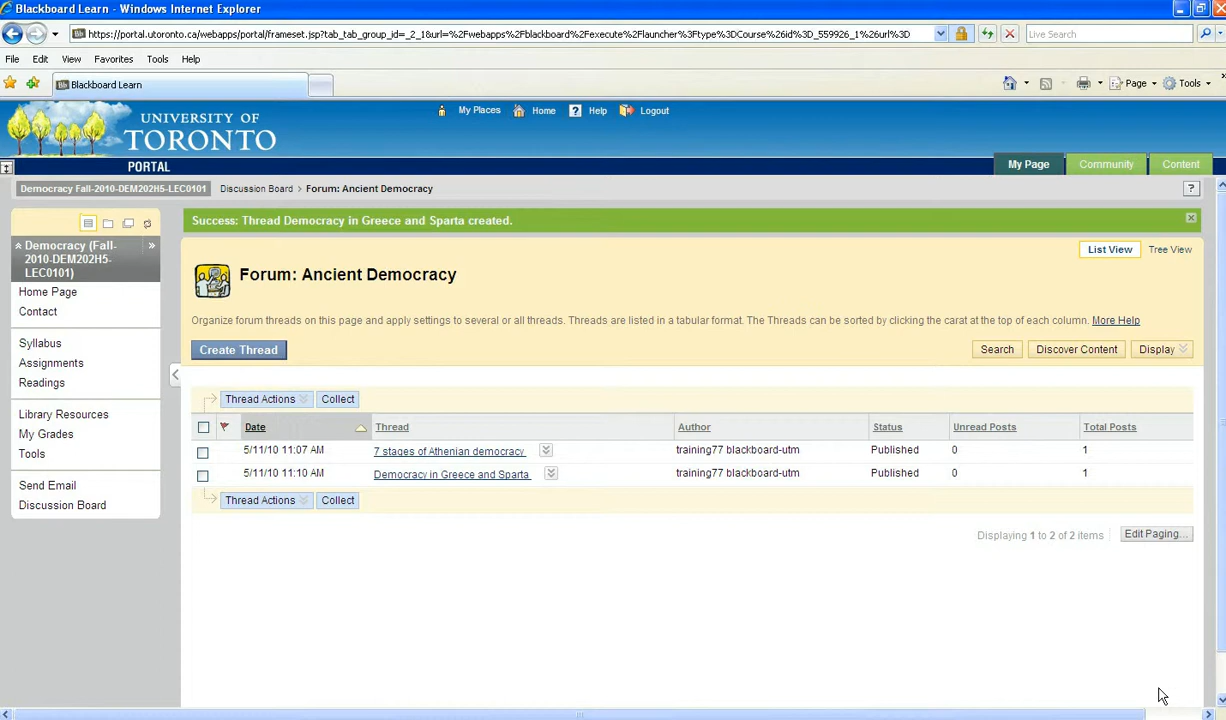 Blackboard Learn - Windows Internet Explorer
https://portal.utoronto.ca/webapps/portal/frameset.jsp?tab_tab_group_id=_2_1&url=%2Fwebapps%2Fblackboard%2Fexecute%2Flauncher%3Ftype%3DCourse%26id%3D_559926_1%26url%3D
Live Search
File Edit View Favorites Tools Help
Bb Blackboard Learn
Page Tools
UNIVERSITY OF
TORONTO
My Places Home ? Help Logout
PORTAL
My Page Community Content
Democracy Fall-2010-DEM202H5-LEC0101 Discussion Board > Forum: Ancient Democracy ?
Success: Thread Democracy in Greece and Sparta created.
Democracy (Fall-
2010-DEM202H5-
LEC0101)
Home Page
Contact
Syllabus
Assignments
Readings
Library Resources
My Grades
Tools
Send Email
Discussion Board
List View Tree View
Forum: Ancient Democracy
Organize forum threads on this page and apply settings to several or all threads. Threads are listed in a tabular format. The Threads can be sorted by clicking the carat at the top of each column. More Help
Create Thread Search Discover Content Display
Thread Actions Collect
Date Thread Author Status Unread Posts Total Posts
5/11/10 11:07 AM 7 stages of Athenian democracy training77 blackboard-utm Published 0 1
5/11/10 11:10 AM Democracy in Greece and Sparta training77 blackboard-utm Published 0 1
Thread Actions Collect
Displaying 1 to 2 of 2 items Edit Paging...